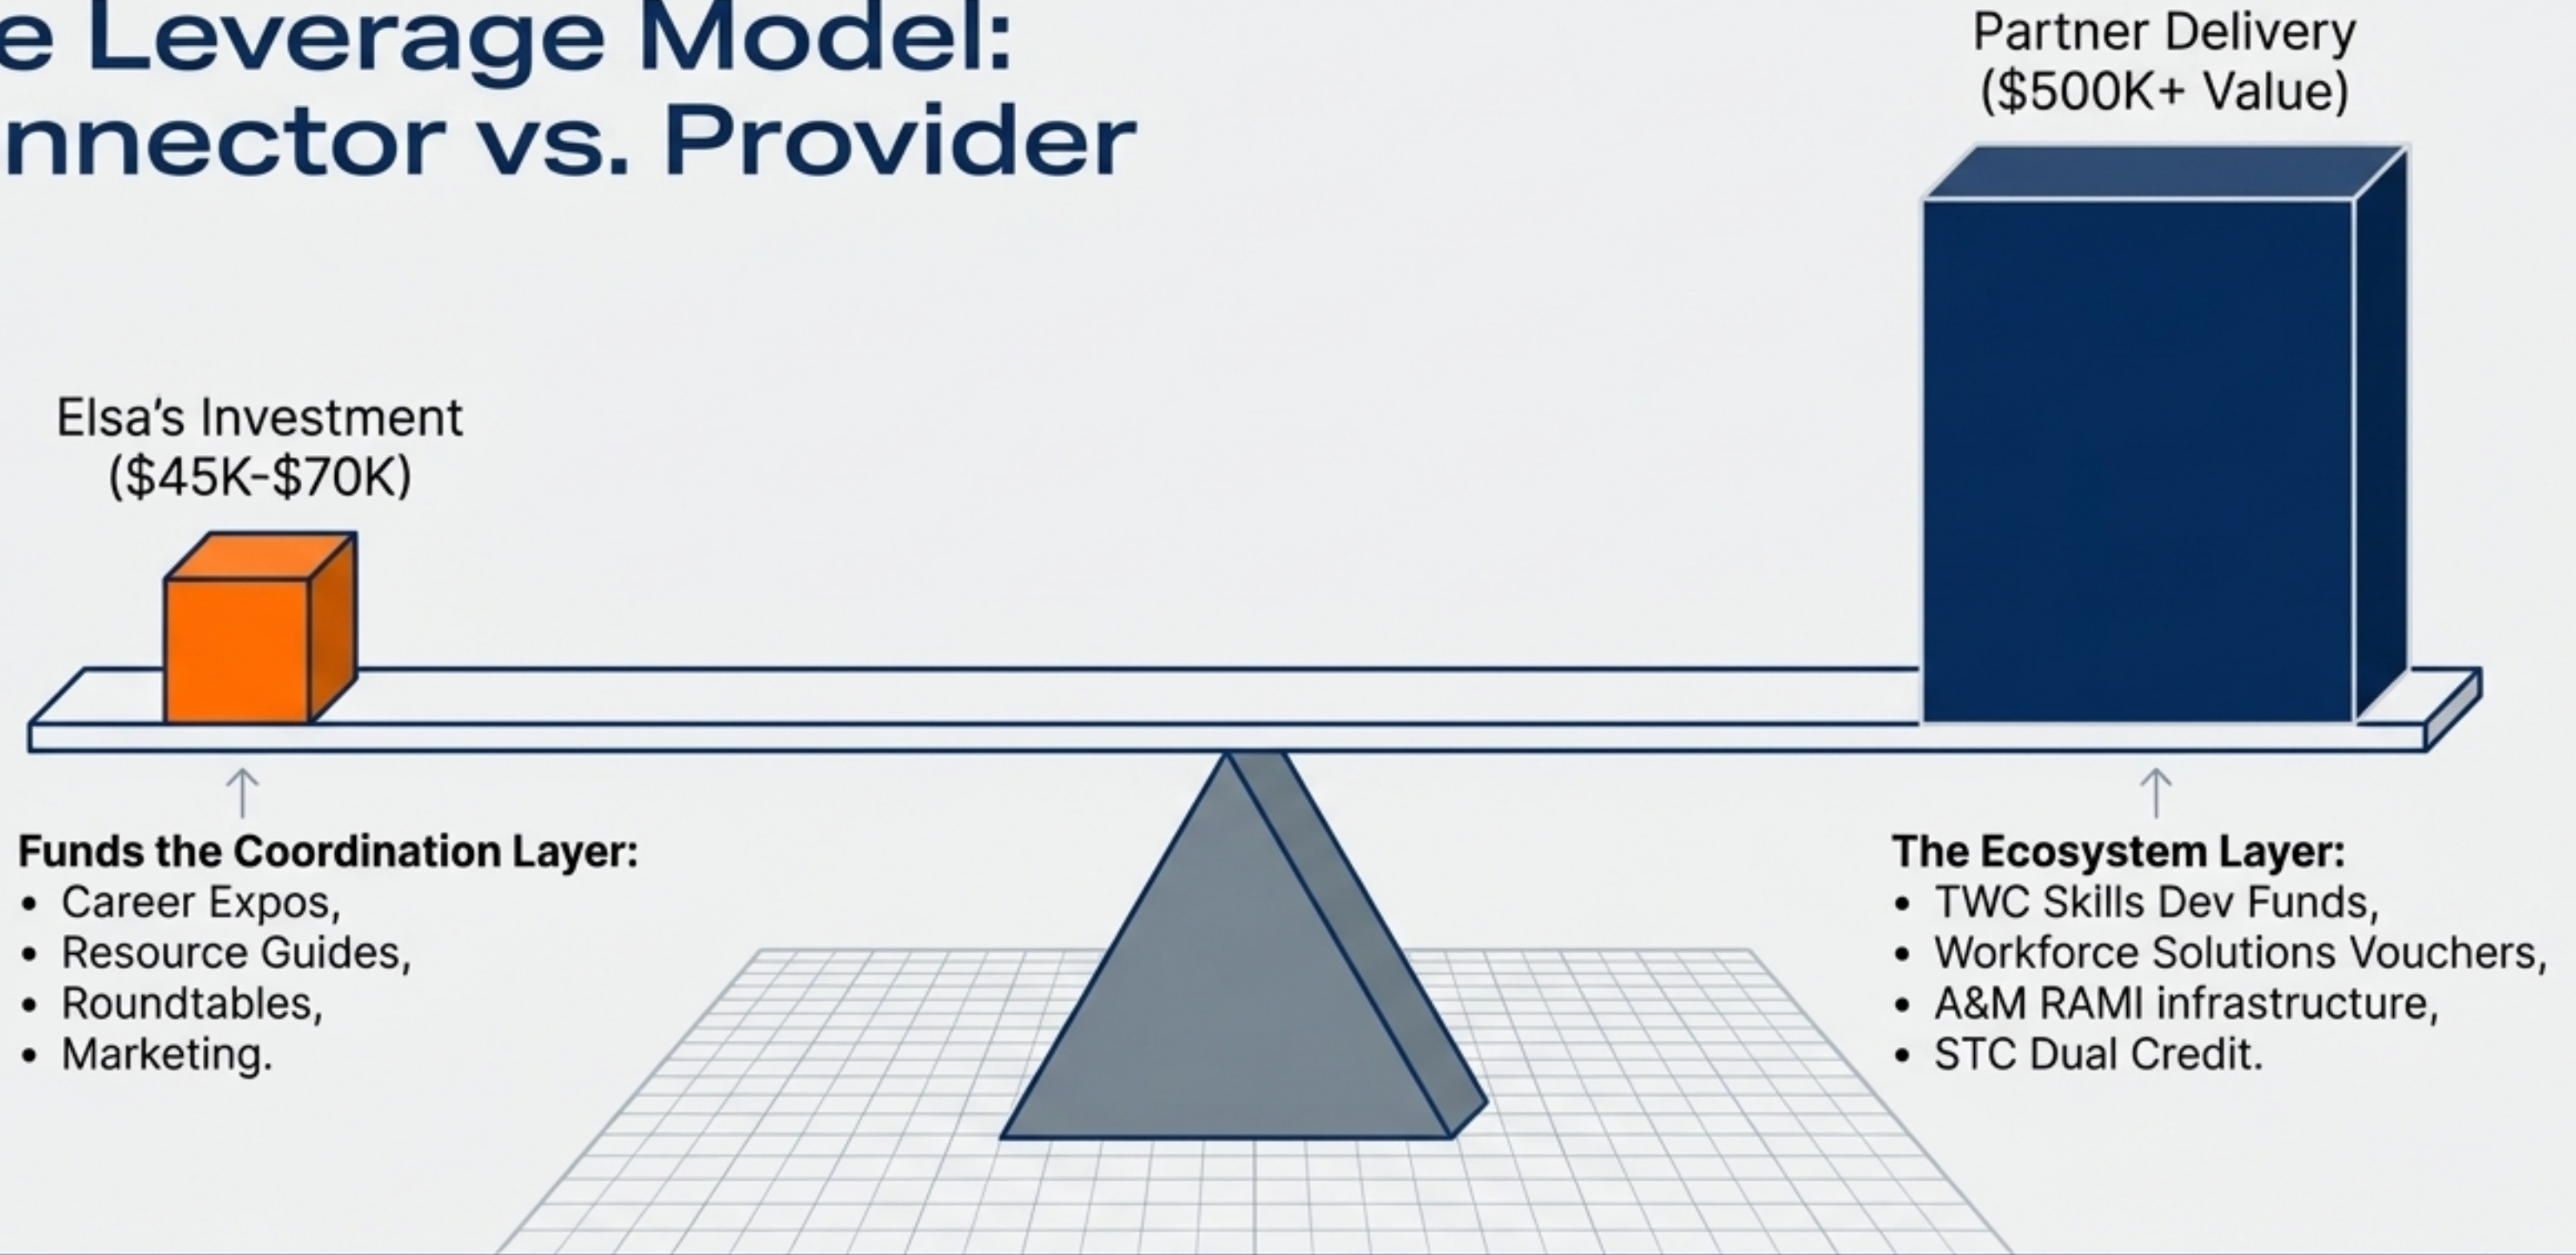 e Leverage Model:
nnector vs. Provider
Partner Delivery
($500K+ Value)
Elsa's Investment
($45K-$70K)
Funds the Coordination Layer:
• Career Expos,
• Resource Guides,
• Roundtables,
• Marketing.
The Ecosystem Layer:
• TWC Skills Dev Funds,
• Workforce Solutions Vouchers,
• A&M RAMI infrastructure,
• STC Dual Credit.